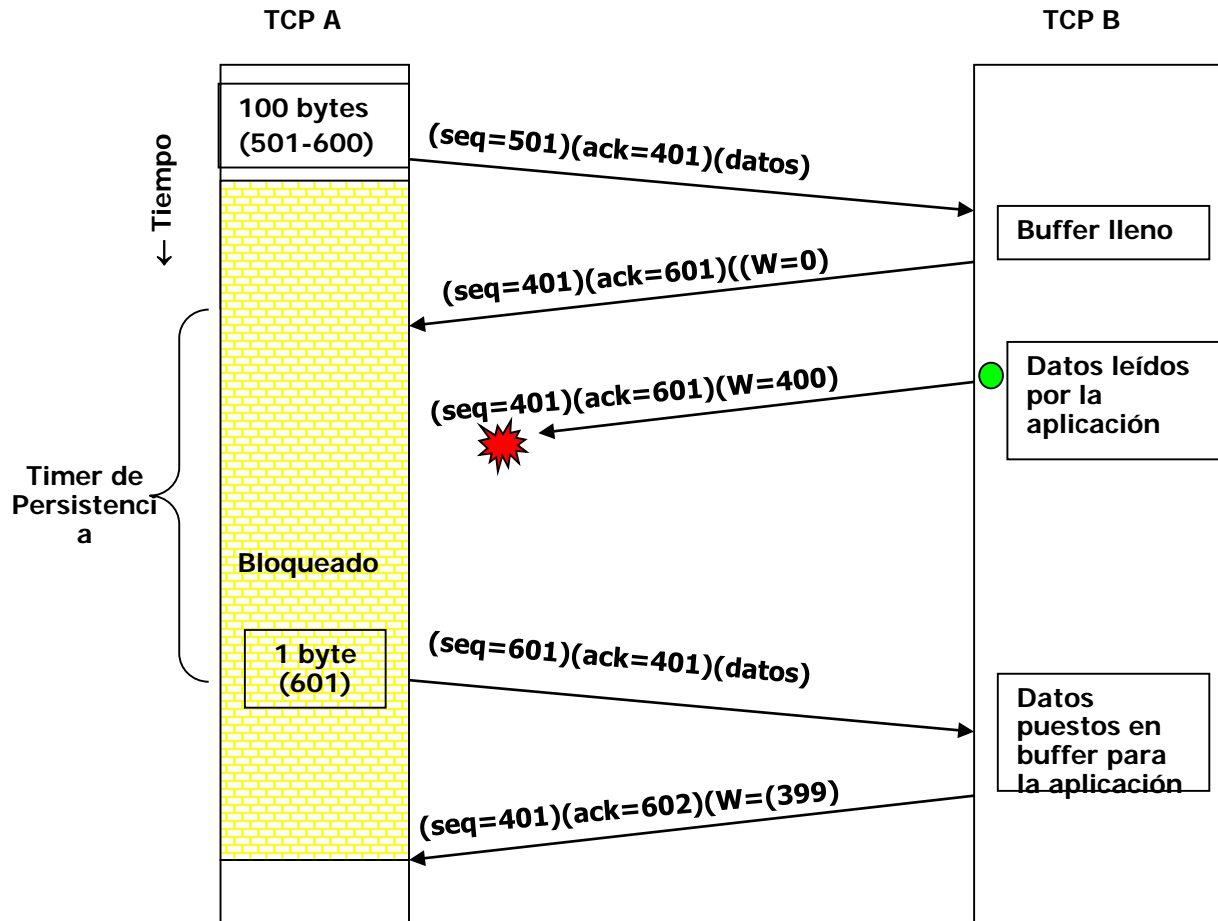 TCP A
TCP B
100 bytes
(501-600)
(seq=501)(ack=401)(datos)
← Tiempo
Buffer lleno
(seq=401)(ack=601)((W=0)
Datos leídos
por la
aplicación
(seq=401)(ack=601)(W=400)
Timer de
Persistenci
a
Bloqueado
1 byte
(601)
(seq=601)(ack=401)(datos)
Datos
puestos en
buffer para
la aplicación
(seq=401)(ack=602)(W=(399)